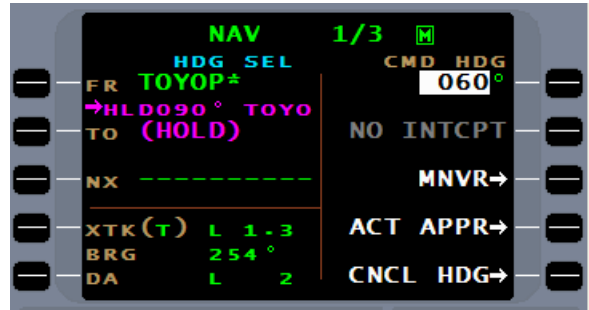 NAV 1/3 M
HDG SEL CMD HDG
FR TOYOP* 060°
→HLD090° TOYO
TO (HOLD) NO INTCPT
NX ---------- MNVR→
XTK(T) L 1.3 ACT APPR→
BRG 254°
DA L 2 CNCL HDG→